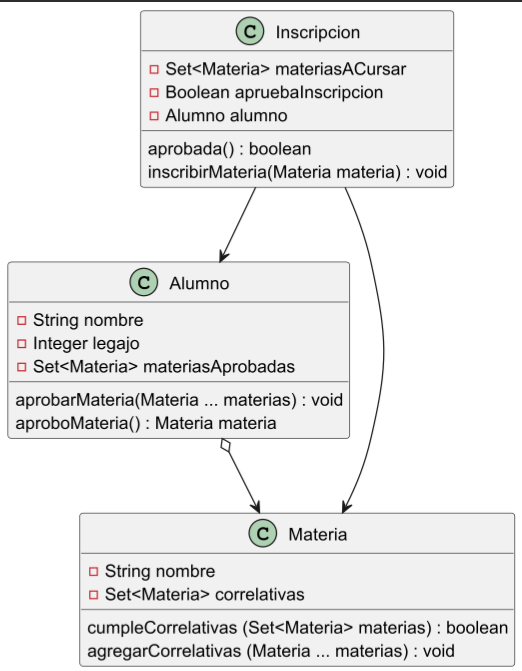 C Inscripcion
Set<Materia> materiasACursar
Boolean apruebaInscripcion
Alumno alumno
aprobada() : boolean
inscribirMateria(Materia materia) : void
C Alumno
String nombre
Integer legajo
Set<Materia> materiasAprobadas
aprobarMateria(Materia ... materias) : void
aproboMateria() : Materia materia
C Materia
String nombre
Set<Materia> correlativas
cumpleCorrelativas (Set<Materia> materias) : boolean
agregarCorrelativas (Materia ... materias) : void